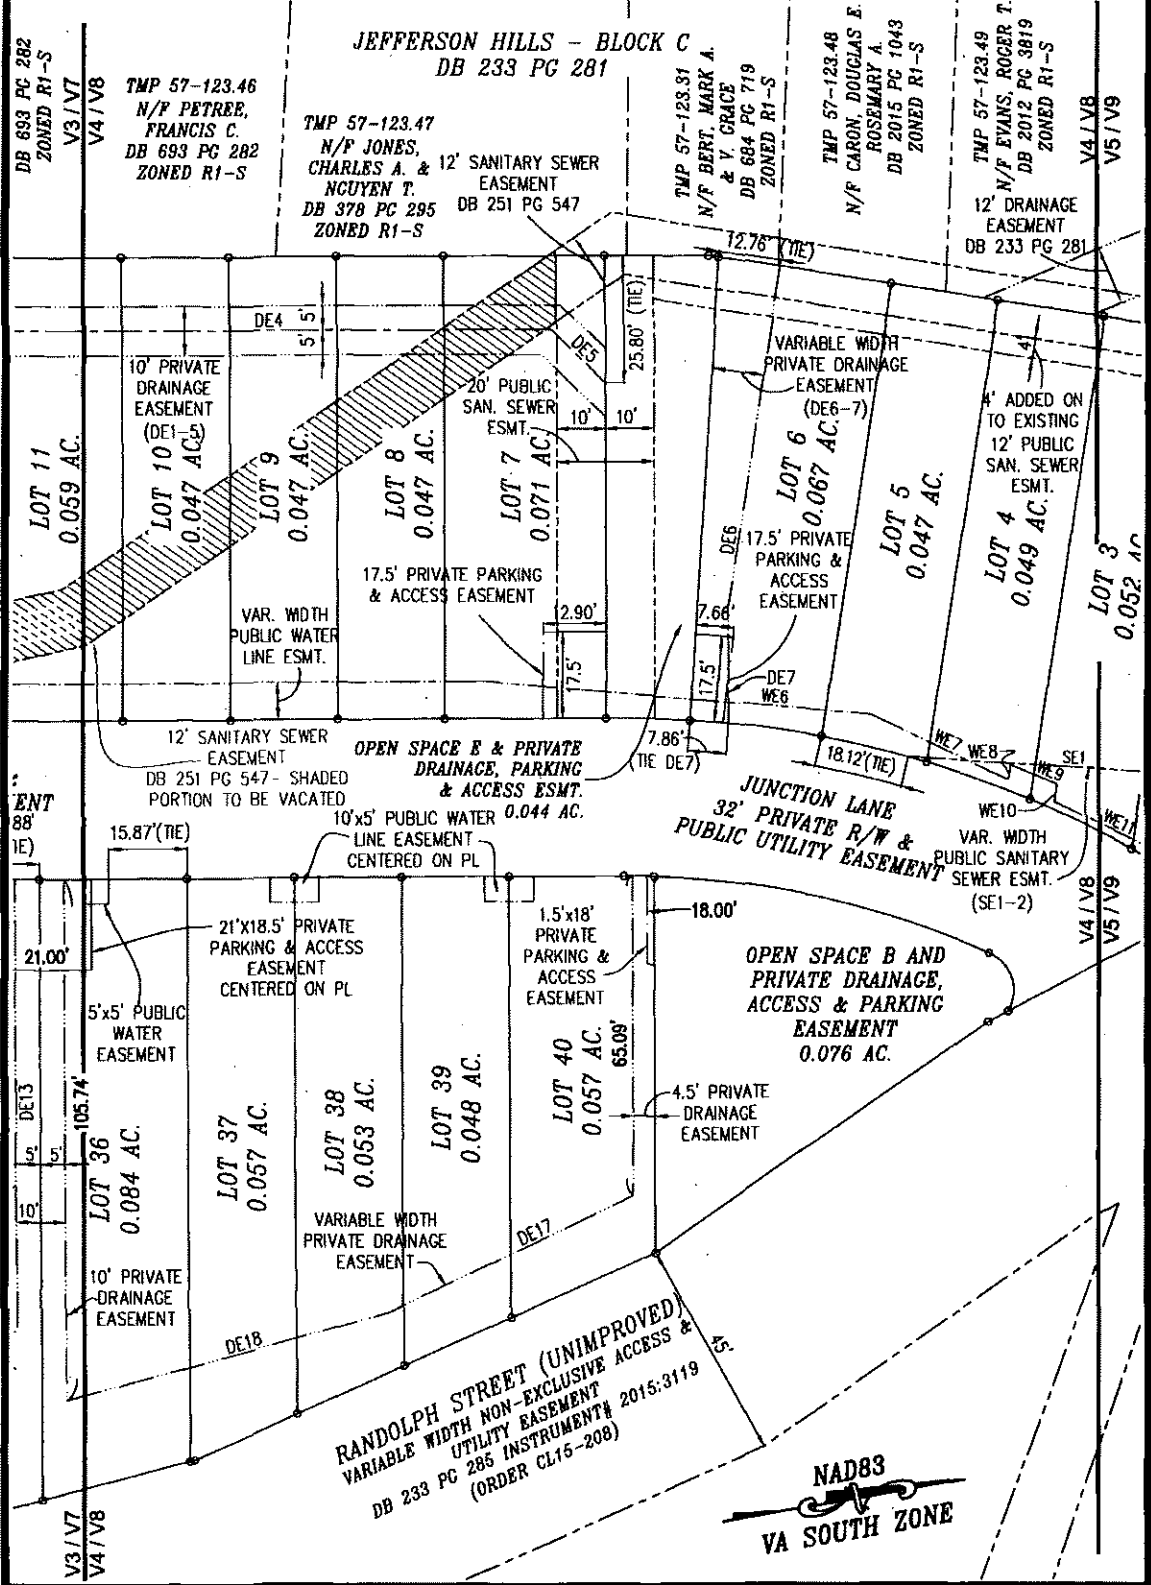 DB 693 PG 282
ZONED R1-S
V3 / V7
V4 / V8
TMP 57-123.46
N/F PETREE,
FRANCIS C.
DB 693 PG 282
ZONED R1-S
JEFFERSON HILLS - BLOCK C
DB 233 PG 281
TMP 57-123.47
N/F JONES,
CHARLES A. &
NGUYEN T.
DB 378 PG 295
ZONED R1-S
12' SANITARY SEWER
EASEMENT
DB 251 PG 547
TMP 57-123.31
N/F BERT, MARK A.
& V. GRACE
DB 684 PG 719
ZONED R1-S
TMP 57-123.48
N/F CARON, DOUGLAS E.
ROSEMARY A.
DB 2015 PG 1043
ZONED R1-S
TMP 57-123.49
N/F EVANS, ROGER T.
DB 2012 PG 3819
ZONED R1-S
V4 / V8
V5 / V9
12' DRAINAGE
EASEMENT
DB 233 PG 281
12.76' (TIE)
DE4
5'
5'
DE5
25.80' (TIE)
10' PRIVATE
DRAINAGE
EASEMENT
(DE1-5)
20' PUBLIC
SAN. SEWER
ESMT.
10'
10'
VARIABLE WIDTH
PRIVATE DRAINAGE
EASEMENT
(DE6-7)
4'
4' ADDED ON
TO EXISTING
12' PUBLIC
SAN. SEWER
ESMT.
LOT 11
0.059 AC.
LOT 10
0.047 AC.
LOT 9
0.047 AC.
LOT 8
0.047 AC.
LOT 7
0.071 AC.
LOT 6
0.067 AC.
LOT 5
0.047 AC.
LOT 4
0.049 AC.
LOT 3
0.052 AC
DE6
17.5' PRIVATE
PARKING &
ACCESS
EASEMENT
17.5' PRIVATE PARKING
& ACCESS EASEMENT
2.90'
17.5'
7.66'
17.5'
DE7
WE6
VAR. WIDTH
PUBLIC WATER
LINE ESMT.
12' SANITARY SEWER
EASEMENT
DB 251 PG 547- SHADED
PORTION TO BE VACATED
OPEN SPACE E & PRIVATE
DRAINAGE, PARKING
& ACCESS ESMT.
0.044 AC.
7.86'
(TIE DE7)
18.12'(TIE)
WE7
WE8
WE9
SE1
WE10
WE11
JUNCTION LANE
32' PRIVATE R/W &
PUBLIC UTILITY EASEMENT
VAR. WIDTH
PUBLIC SANITARY
SEWER ESMT.
(SE1-2)
V4 / V8
V5 / V9
ENT
88'
IE)
15.87'(TIE)
10'x5' PUBLIC WATER
LINE EASEMENT
CENTERED ON PL
21.00'
21'X18.5' PRIVATE
PARKING & ACCESS
EASEMENT
CENTERED ON PL
5'x5' PUBLIC
WATER
EASEMENT
1.5'x18'
PRIVATE
PARKING &
ACCESS
EASEMENT
18.00'
OPEN SPACE B AND
PRIVATE DRAINAGE,
ACCESS & PARKING
EASEMENT
0.076 AC.
DE13
105.74'
5'
5'
10'
LOT 36
0.084 AC.
LOT 37
0.057 AC.
LOT 38
0.053 AC.
LOT 39
0.048 AC.
LOT 40
0.057 AC.
65.09'
4.5' PRIVATE
DRAINAGE
EASEMENT
VARIABLE WIDTH
PRIVATE DRAINAGE
EASEMENT
DE17
10' PRIVATE
DRAINAGE
EASEMENT
DE18
45'
RANDOLPH STREET (UNIMPROVED)
VARIABLE WIDTH NON-EXCLUSIVE ACCESS &
UTILITY EASEMENT
DB 233 PG 285 INSTRUMENT# 2015:3119
(ORDER CL15-208)
V3 / V7
V4 / V8
NAD83
VA SOUTH ZONE